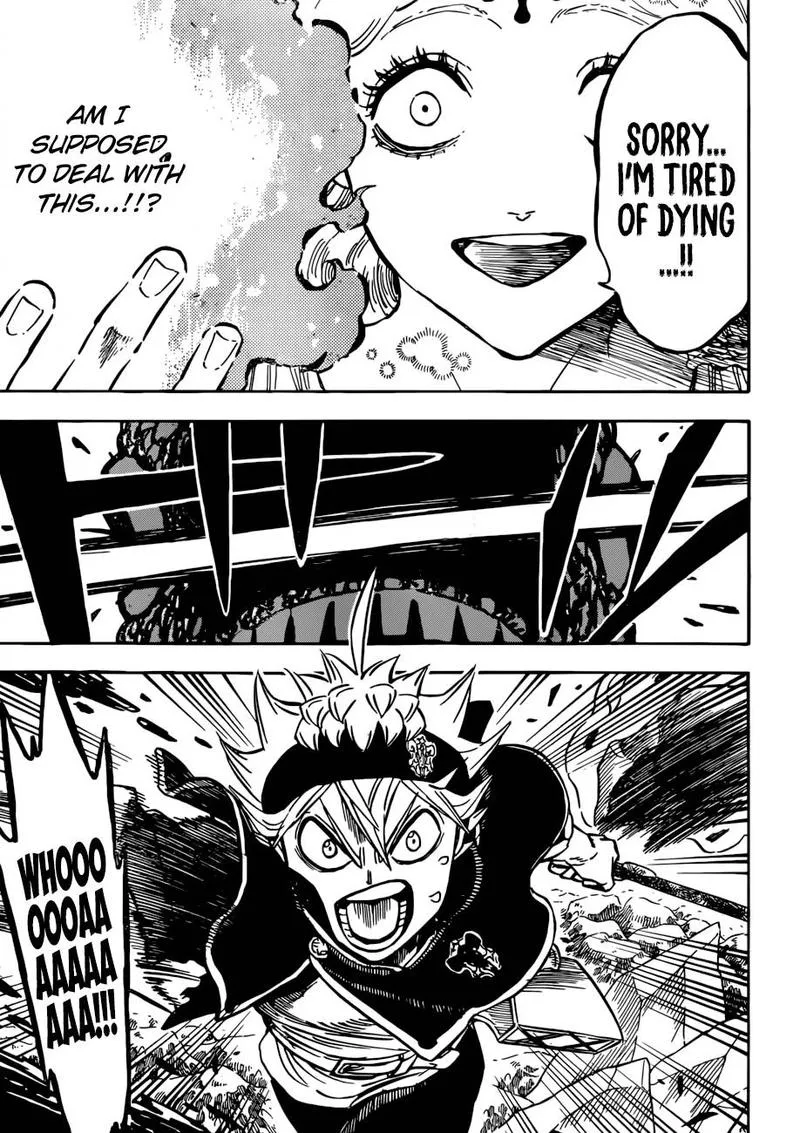 SORRY...
I'M TIRED
OF DYING
!!
.....
AM I
SUPPOSED
TO DEAL WITH
THIS...!!?
WHOOO
OOOAA
AAAAA
AAA!!!